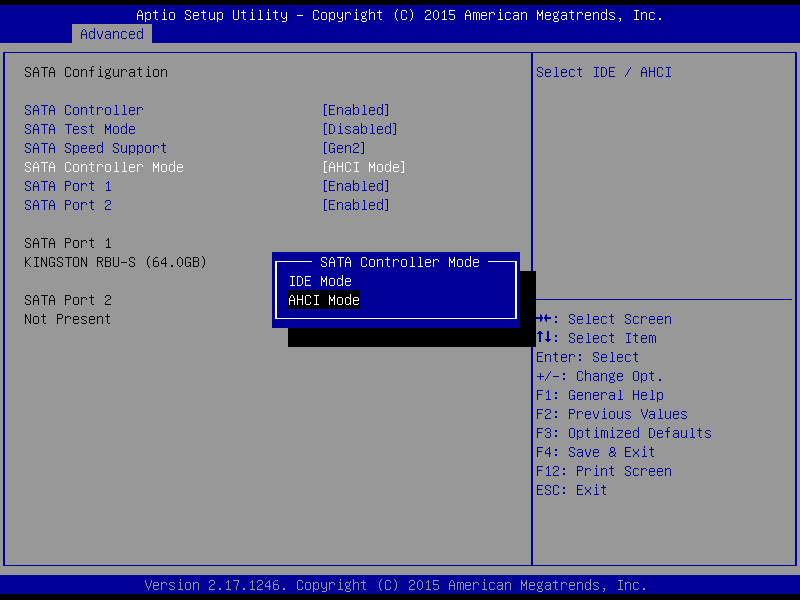 Aptio Setup Utility – Copyright (C) 2015 American Megatrends, Inc.
Advanced
SATA Configuration
SATA Controller [Enabled]
SATA Test Mode [Disabled]
SATA Speed Support [Gen2]
SATA Controller Mode [AHCI Mode]
SATA Port 1 [Enabled]
SATA Port 2 [Enabled]
SATA Port 1
KINGSTON RBU-S (64.0GB)
SATA Port 2
Not Present
SATA Controller Mode
IDE Mode
AHCI Mode
Select IDE / AHCI
→←: Select Screen
↑↓: Select Item
Enter: Select
+/-: Change Opt.
F1: General Help
F2: Previous Values
F3: Optimized Defaults
F4: Save & Exit
F12: Print Screen
ESC: Exit
Version 2.17.1246. Copyright (C) 2015 American Megatrends, Inc.